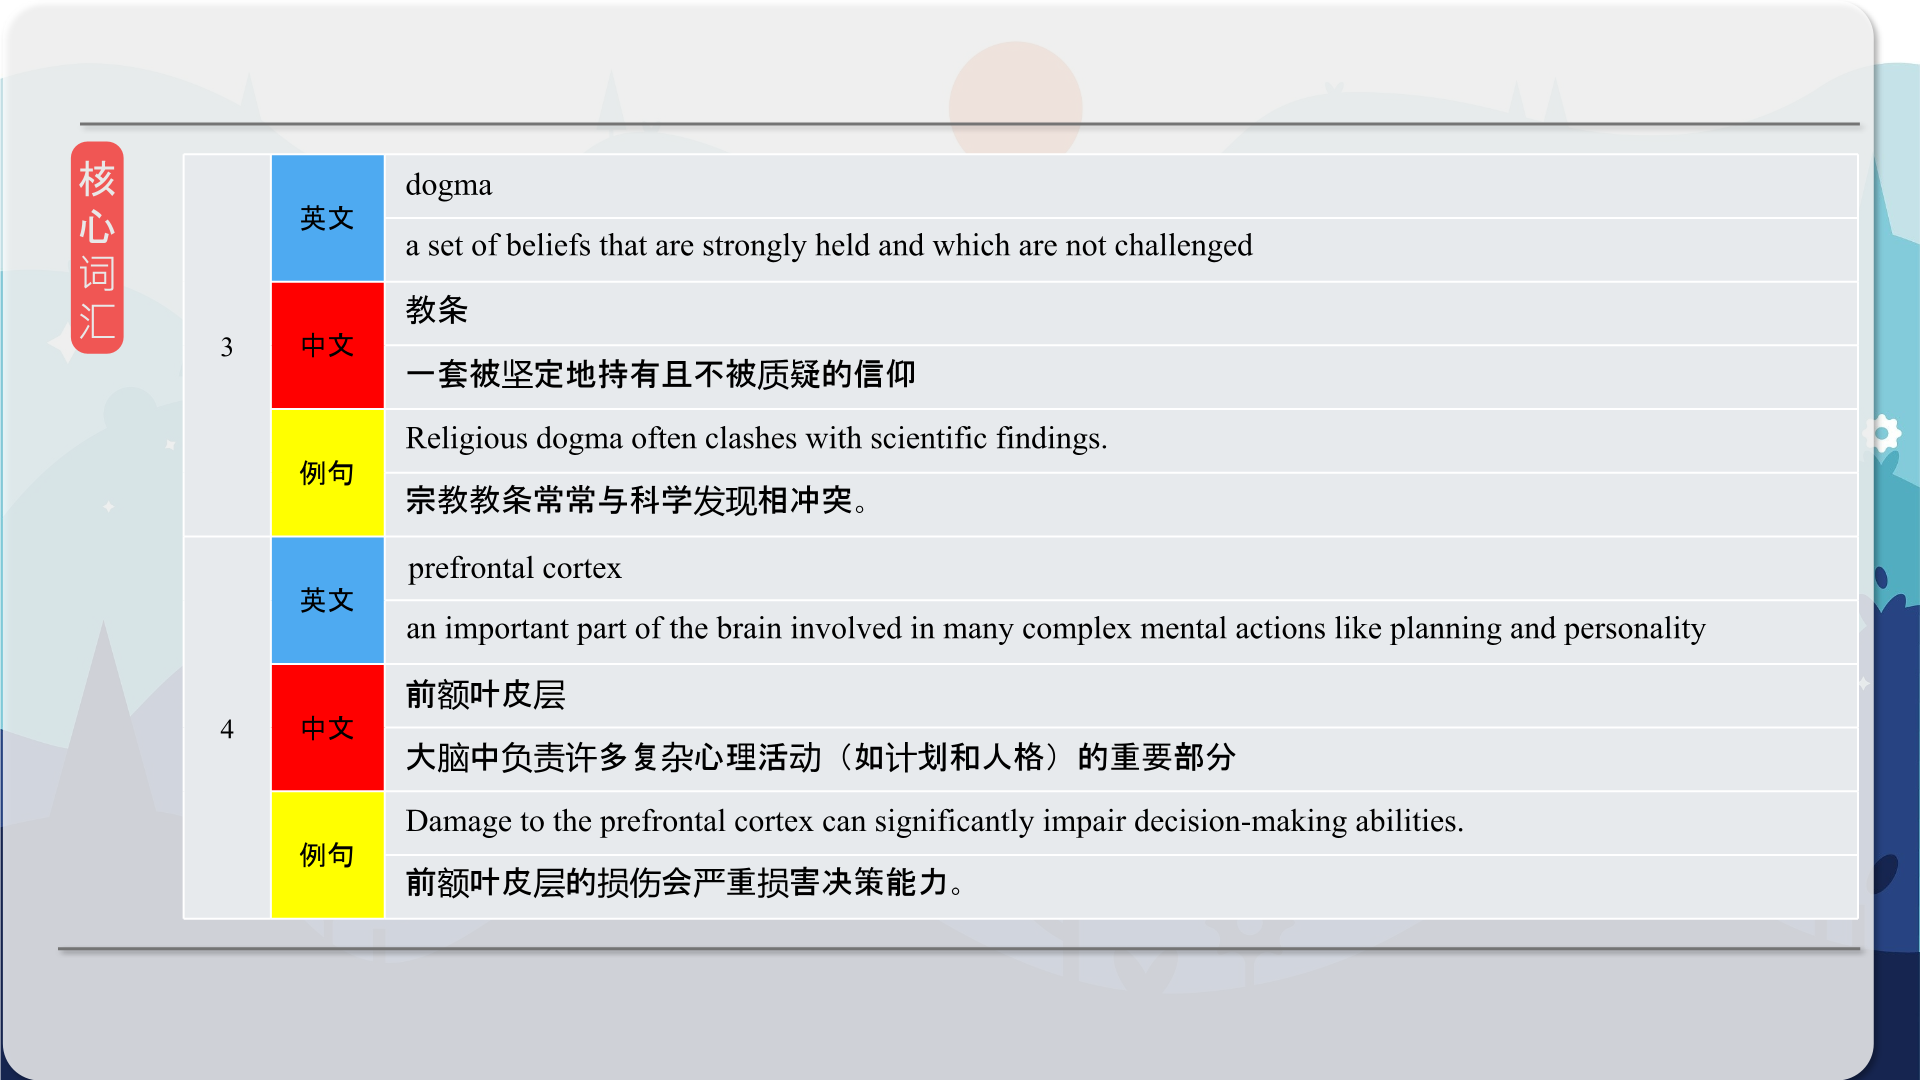 核心词汇
3
英文
dogma
a set of beliefs that are strongly held and which are not challenged
中文
教条
一套被坚定地持有且不被质疑的信仰
例句
Religious dogma often clashes with scientific findings.
宗教教条常常与科学发现相冲突。
4
英文
prefrontal cortex
an important part of the brain involved in many complex mental actions like planning and personality
中文
前额叶皮层
大脑中负责许多复杂心理活动（如计划和人格）的重要部分
例句
Damage to the prefrontal cortex can significantly impair decision-making abilities.
前额叶皮层的损伤会严重损害决策能力。